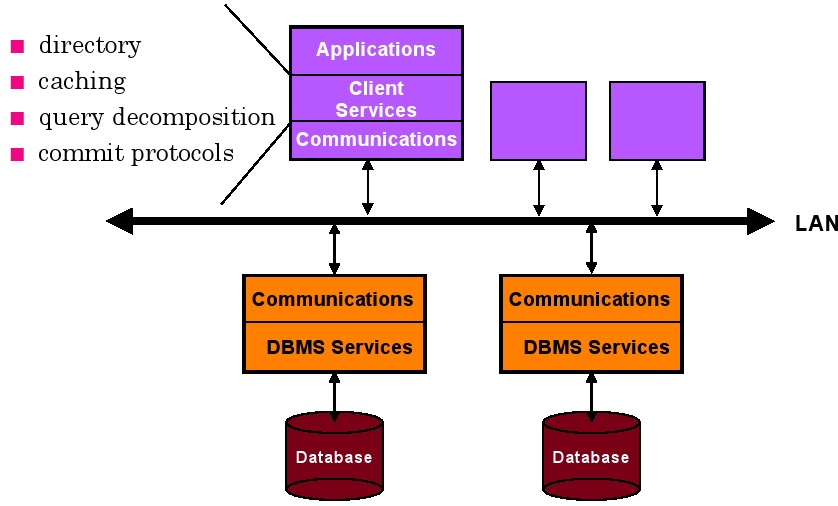 directory
caching
query decomposition
commit protocols
Applications
Client
Services
Communications
LAN
Communications
DBMS Services
Communications
DBMS Services
Database
Database